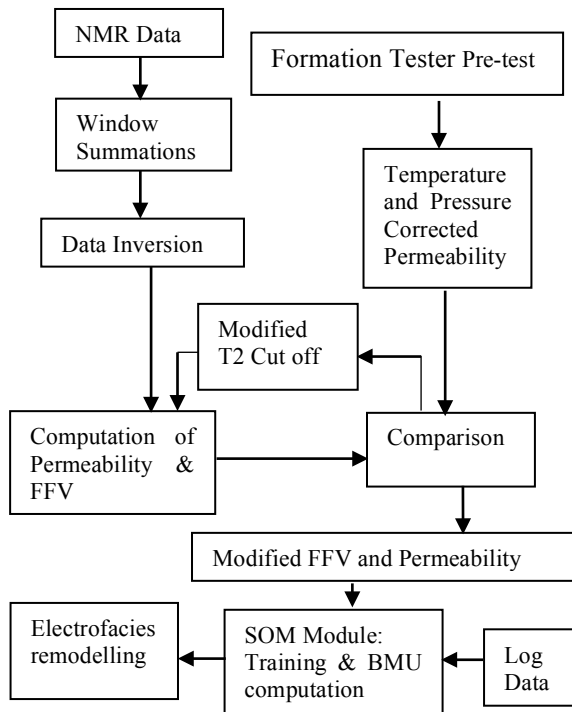 NMR Data
Formation Tester Pre-test
Window
Summations
Temperature
and Pressure
Corrected
Permeability
Data Inversion
Modified
T2 Cut off
Computation of
Permeability &
FFV
Comparison
Modified FFV and Permeability
Electrofacies
remodelling
SOM Module:
Training & BMU
computation
Log
Data